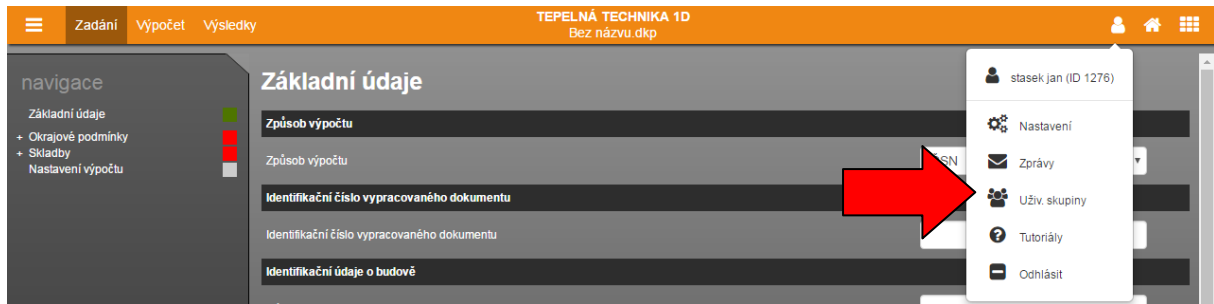 Zadání Výpočet Výsledky
TEPELNÁ TECHNIKA 1D
Bez názvu.dkp
navigace
Základní údaje
+ Okrajové podmínky
+ Skladby
Nastavení výpočtu
Základní údaje
Způsob výpočtu
Způsob výpočtu
Identifikační číslo vypracovaného dokumentu
Identifikační číslo vypracovaného dokumentu
Identifikační údaje o budově
stasek jan (ID 1276)
Nastavení
Zprávy
Uživ. skupiny
Tutoriály
Odhlásit